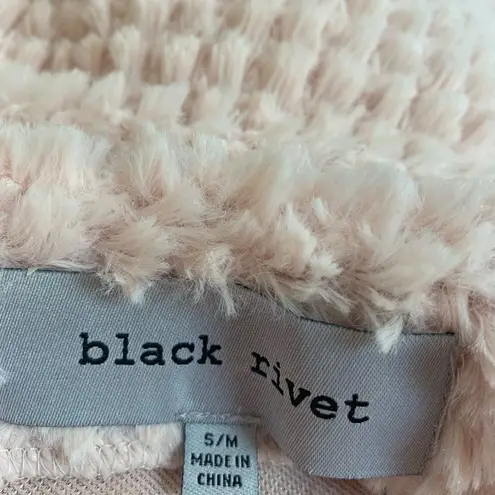 black rivet
S/M
MADE IN
CHINA